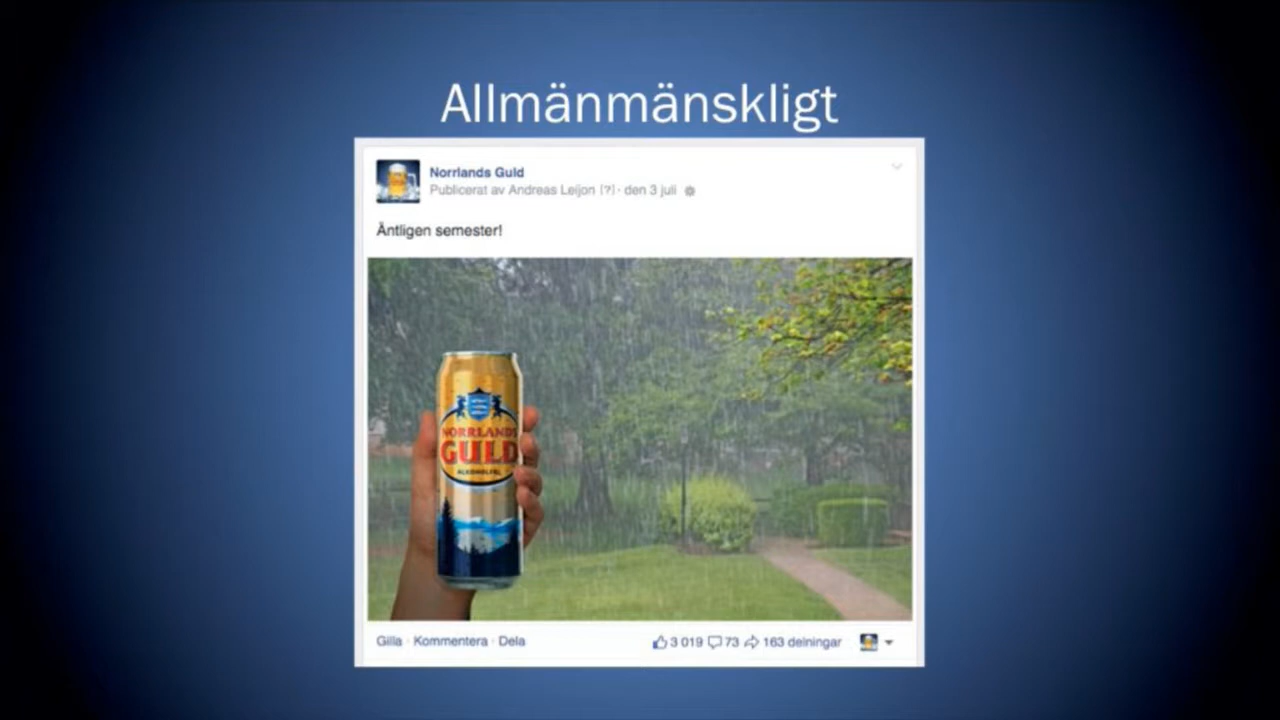 Allmänmänskligt
Norrlands Guld
Publicerat av Andreas Leijon [?] · den 3 juli
Äntligen semester!
NORRLANDS
GULD
ALKOHOLFRI
Gilla · Kommentera · Dela
3 019 73 163 delningar